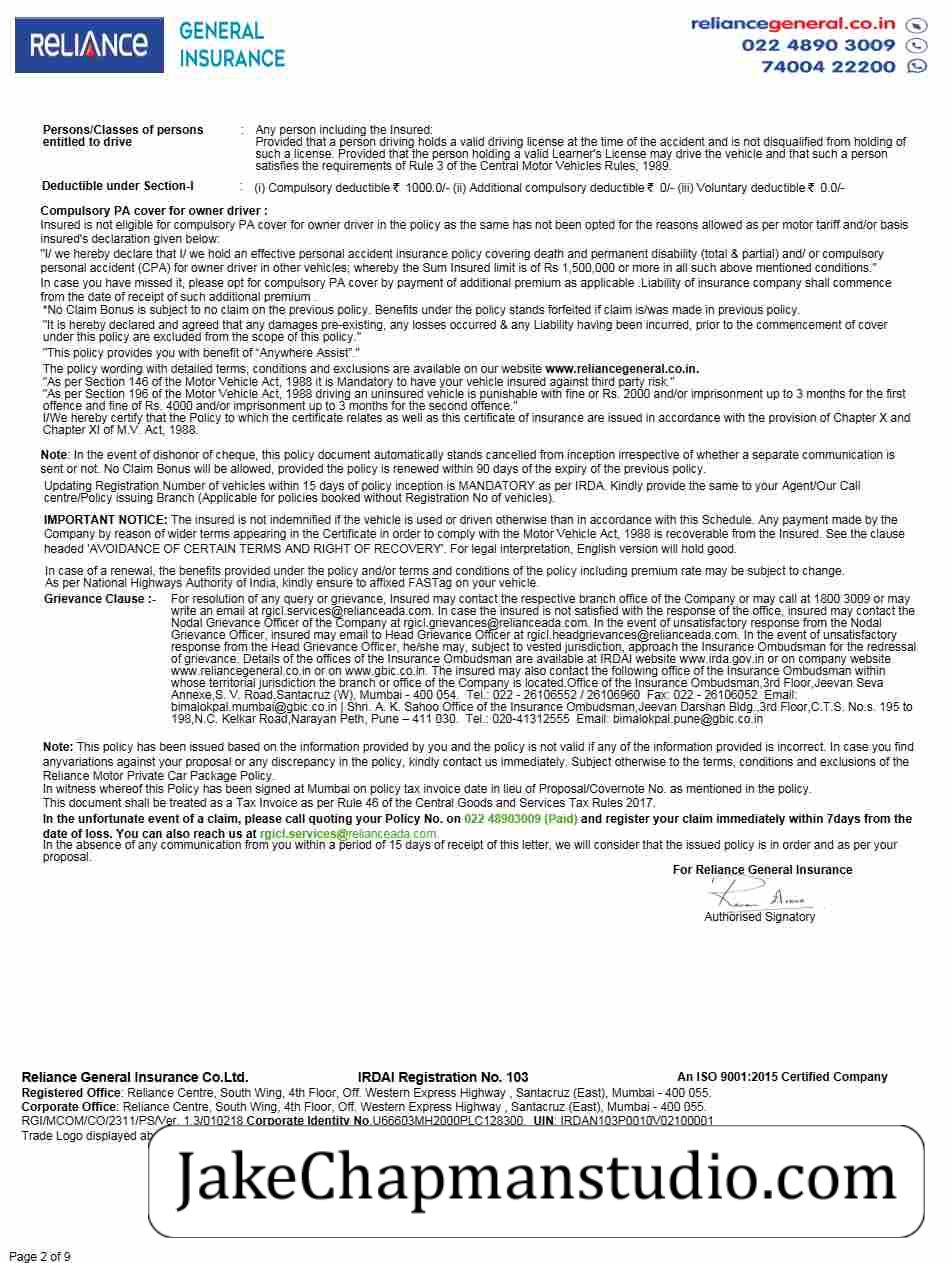 RELIANCE
GENERAL
INSURANCE
reliancegeneral.co.in
022 4890 3009
74004 22200
Persons/Classes of persons entitled to drive : Any person including the Insured:
Provided that a person driving holds a valid driving license at the time of the accident and is not disqualified from holding of
such a license. Provided that the person holding a valid Learner's License may drive the vehicle and that such a person
satisfies the requirements of Rule 3 of the Central Motor Vehicles Rules, 1989.
Deductible under Section-I : (i) Compulsory deductible ₹ 1000.0/- (ii) Additional compulsory deductible ₹ 0/- (iii) Voluntary deductible ₹ 0.0/-
Compulsory PA cover for owner driver :
Insured is not eligible for compulsory PA cover for owner driver in the policy as the same has not been opted for the reasons allowed as per motor tariff and/or basis
insured's declaration given below:
"I/ we hereby declare that I/ we hold an effective personal accident insurance policy covering death and permanent disability (total & partial) and/ or compulsory
personal accident (CPA) for owner driver in other vehicles; whereby the Sum Insured limit is of Rs 1,500,000 or more in all such above mentioned conditions."
In case you have missed it, please opt for compulsory PA cover by payment of additional premium as applicable .Liability of insurance company shall commence
from the date of receipt of such additional premium .
*No Claim Bonus is subject to no claim on the previous policy. Benefits under the policy stands forfeited if claim is/was made in previous policy.
"It is hereby declared and agreed that any damages pre-existing, any losses occurred & any Liability having been incurred, prior to the commencement of cover
under this policy are excluded from the scope of this policy."
"This policy provides you with benefit of “Anywhere Assist”."
The policy wording with detailed terms, conditions and exclusions are available on our website www.reliancegeneral.co.in.
"As per Section 146 of the Motor Vehicle Act, 1988 it is Mandatory to have your vehicle insured against third party risk."
"As per Section 196 of the Motor Vehicle Act, 1988 driving an uninsured vehicle is punishable with fine or Rs. 2000 and/or imprisonment up to 3 months for the first
offence and fine of Rs. 4000 and/or imprisonment up to 3 months for the second offence."
I/We hereby certify that the Policy to which the certificate relates as well as this certificate of insurance are issued in accordance with the provision of Chapter X and
Chapter XI of M.V. Act, 1988.
Note: In the event of dishonor of cheque, this policy document automatically stands cancelled from inception irrespective of whether a separate communication is
sent or not. No Claim Bonus will be allowed, provided the policy is renewed within 90 days of the expiry of the previous policy.
Updating Registration Number of vehicles within 15 days of policy inception is MANDATORY as per IRDA. Kindly provide the same to your Agent/Our Call
centre/Policy issuing Branch (Applicable for policies booked without Registration No of vehicles).
IMPORTANT NOTICE: The insured is not indemnified if the vehicle is used or driven otherwise than in accordance with this Schedule. Any payment made by the
Company by reason of wider terms appearing in the Certificate in order to comply with the Motor Vehicle Act, 1988 is recoverable from the Insured. See the clause
headed 'AVOIDANCE OF CERTAIN TERMS AND RIGHT OF RECOVERY'. For legal interpretation, English version will hold good.
In case of a renewal, the benefits provided under the policy and/or terms and conditions of the policy including premium rate may be subject to change.
As per National Highways Authority of India, kindly ensure to affixed FASTag on your vehicle.
Grievance Clause :- For resolution of any query or grievance, Insured may contact the respective branch office of the Company or may call at 1800 3009 or may
write an email at rgicl.services@relianceada.com. In case the insured is not satisfied with the response of the office, insured may contact the
Nodal Grievance Officer of the Company at rgicl.grievances@relianceada.com. In the event of unsatisfactory response from the Nodal
Grievance Officer, insured may email to Head Grievance Officer at rgicl.headgrievances@relianceada.com. In the event of unsatisfactory
response from the Head Grievance Officer, he/she may, subject to vested jurisdiction, approach the Insurance Ombudsman for the redressal
of grievance. Details of the offices of the Insurance Ombudsman are available at IRDAI website www.irda.gov.in or on company website
www.reliancegeneral.co.in or on www.gbic.co.in. The insured may also contact the following office of the Insurance Ombudsman within
whose territorial jurisdiction the branch or office of the Company is located.Office of the Insurance Ombudsman,3rd Floor,Jeevan Seva
Annexe,S. V. Road,Santacruz (W), Mumbai - 400 054. Tel.: 022 - 26106552 / 26106960 Fax: 022 - 26106052 Email:
bimalokpal.mumbai@gbic.co.in | Shri. A. K. Sahoo Office of the Insurance Ombudsman,Jeevan Darshan Bldg.,3rd Floor,C.T.S. No.s. 195 to
198,N.C. Kelkar Road,Narayan Peth, Pune – 411 030. Tel.: 020-41312555 Email: bimalokpal.pune@gbic.co.in
Note: This policy has been issued based on the information provided by you and the policy is not valid if any of the information provided is incorrect. In case you find
anyvariations against your proposal or any discrepancy in the policy, kindly contact us immediately. Subject otherwise to the terms, conditions and exclusions of the
Reliance Motor Private Car Package Policy.
In witness whereof this Policy has been signed at Mumbai on policy tax invoice date in lieu of Proposal/Covernote No. as mentioned in the policy.
This document shall be treated as a Tax Invoice as per Rule 46 of the Central Goods and Services Tax Rules 2017.
In the unfortunate event of a claim, please call quoting your Policy No. on 022 48903009 (Paid) and register your claim immediately within 7days from the
date of loss. You can also reach us at rgicl.services@relianceada.com.
In the absence of any communication from you within a period of 15 days of receipt of this letter, we will consider that the issued policy is in order and as per your
proposal.
For Reliance General Insurance
Authorised Signatory
Reliance General Insurance Co.Ltd. IRDAI Registration No. 103 An ISO 9001:2015 Certified Company
Registered Office: Reliance Centre, South Wing, 4th Floor, Off. Western Express Highway , Santacruz (East), Mumbai - 400 055.
Corporate Office: Reliance Centre, South Wing, 4th Floor, Off. Western Express Highway , Santacruz (East), Mumbai - 400 055.
RGI/MCOM/CO/2311/PS/Ver. 1.3/010218 Corporate Identity No.U66603MH2000PLC128300. UIN: IRDAN103P0010V02100001
Trade Logo displayed
JakeChapmanstudio.com
Page 2 of 9